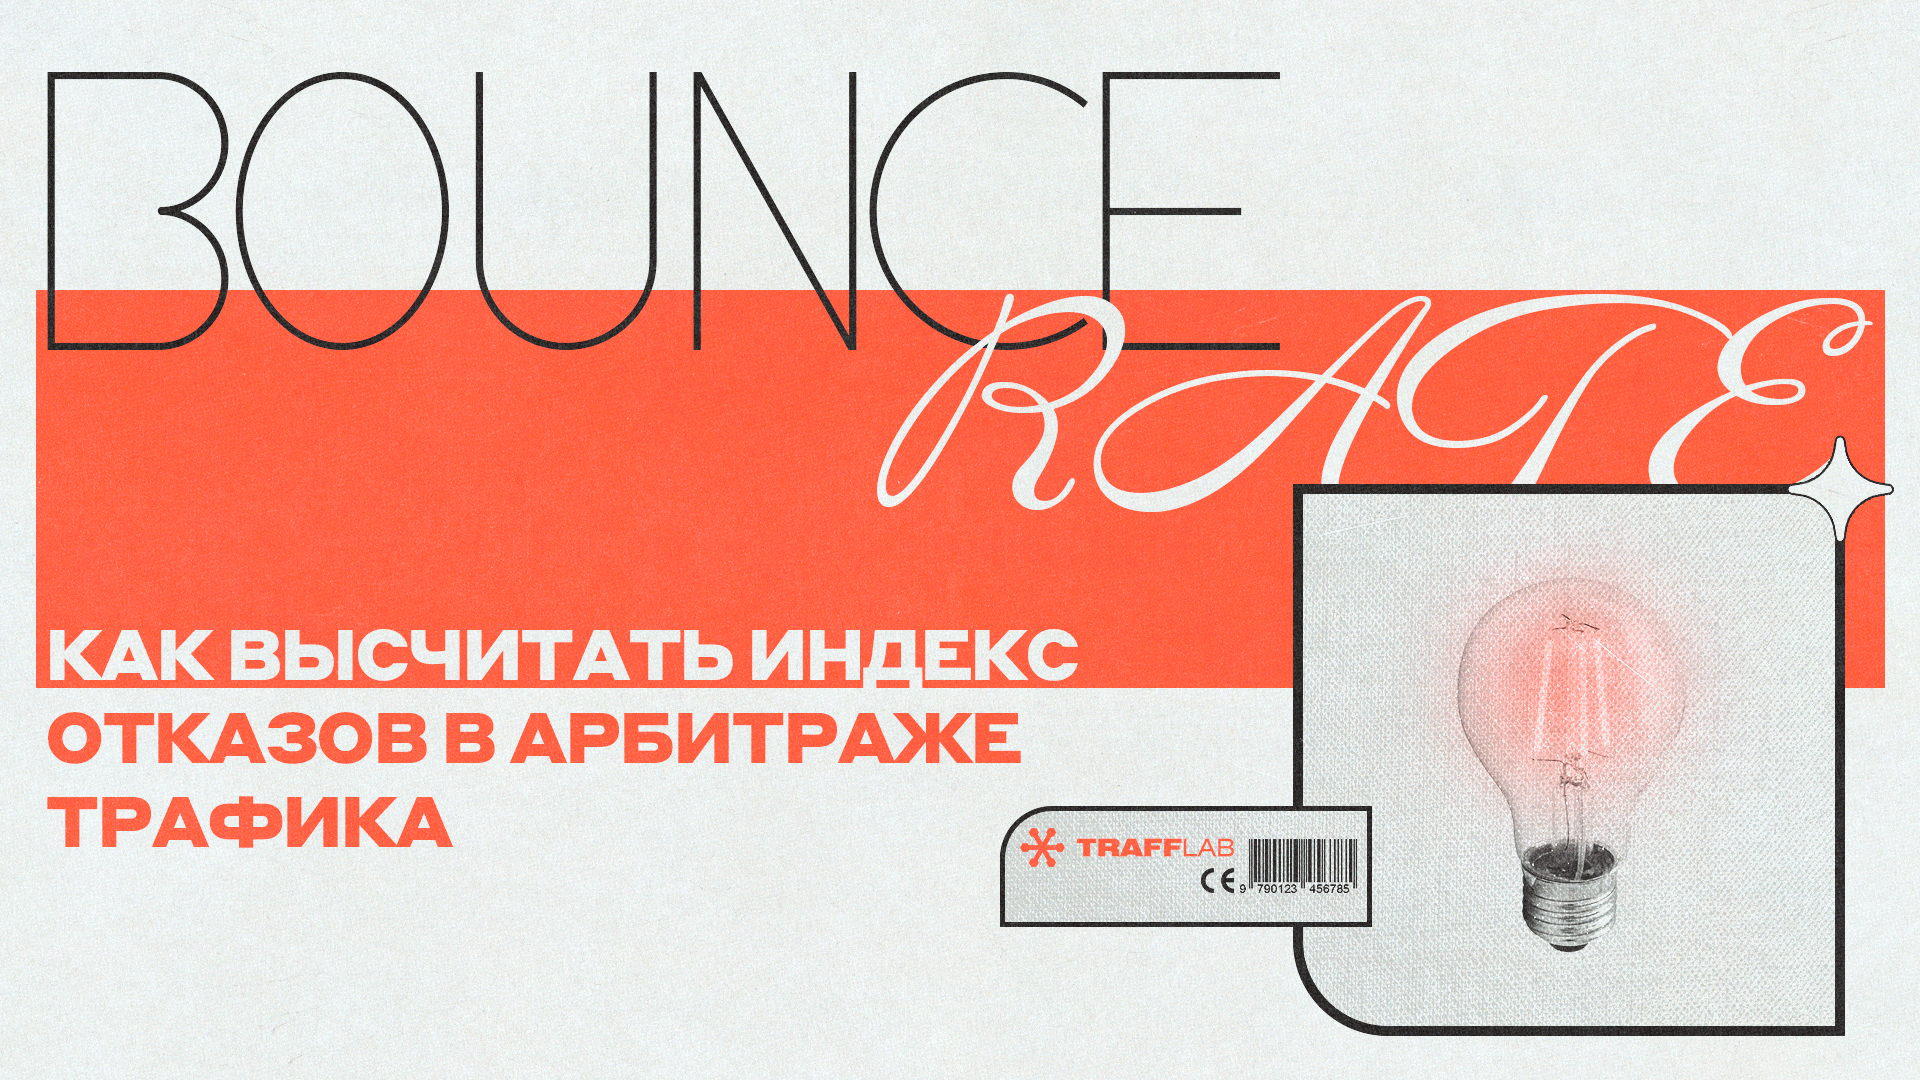 BOUNCE
RATE
КАК ВЫСЧИТАТЬ ИНДЕКС
ОТКАЗОВ В АРБИТРАЖЕ
ТРАФИКА
TRAFFLAB
CE 9 790123 456785